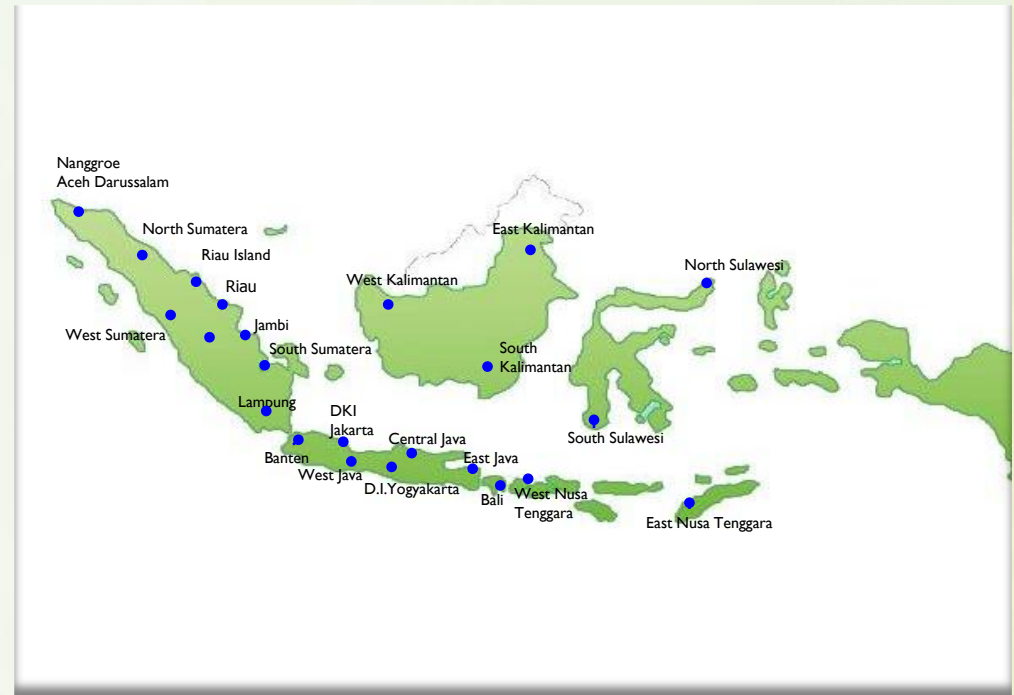 Nanggroe
Aceh Darussalam
North Sumatera
East Kalimantan
Riau Island
North Sulawesi
West Kalimantan
Riau
Jambi
West Sumatera
South Sumatera
South
Kalimantan
Lampung
DKI
Jakarta
Central Java
South Sulawesi
Banten
East Java
West Java
D.I.Yogyakarta
Bali
West Nusa
Tenggara
East Nusa Tenggara